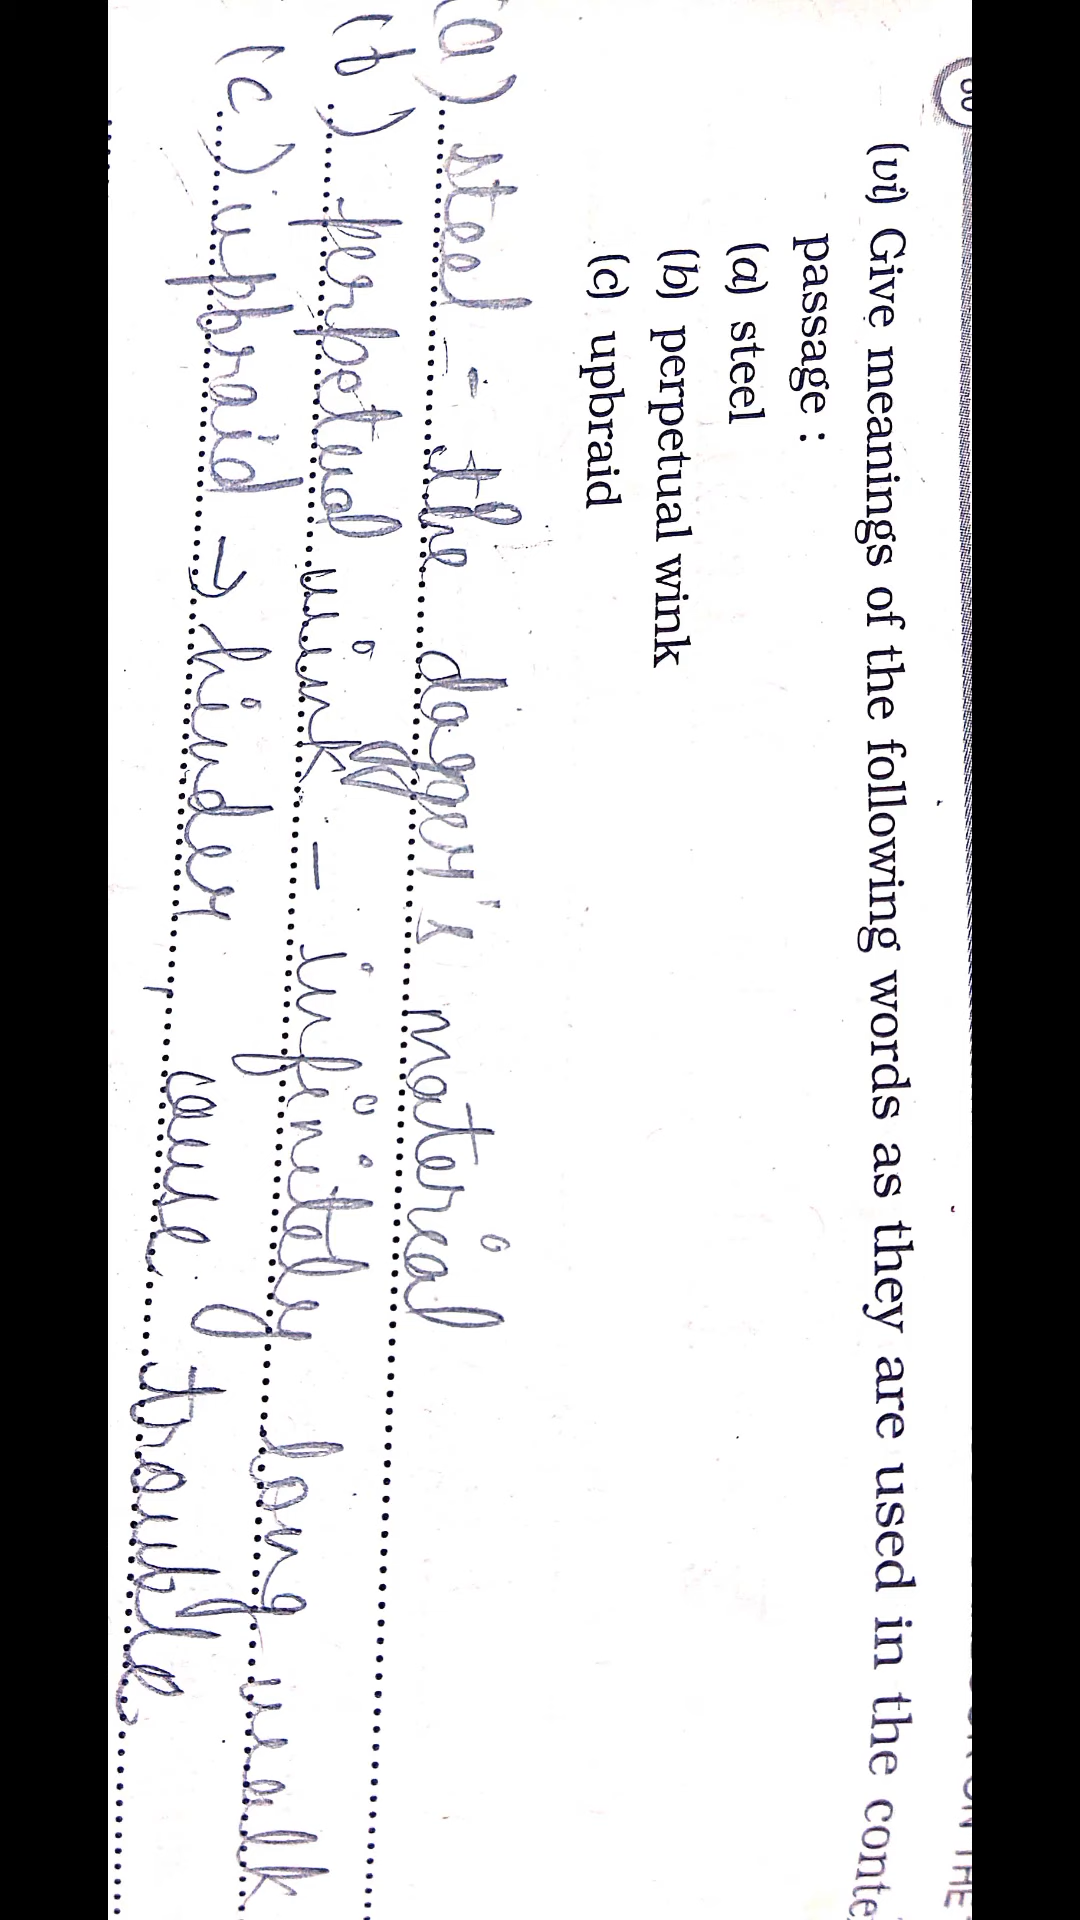 (vi) Give meanings of the following words as they are used in the
passage :
(a) steel
(b) perpetual wink
(c) upbraid
(a) steel - the dagger's material
(b) perpetual wink - infinitely long walk
(c) upbraid → hinder, cause trouble